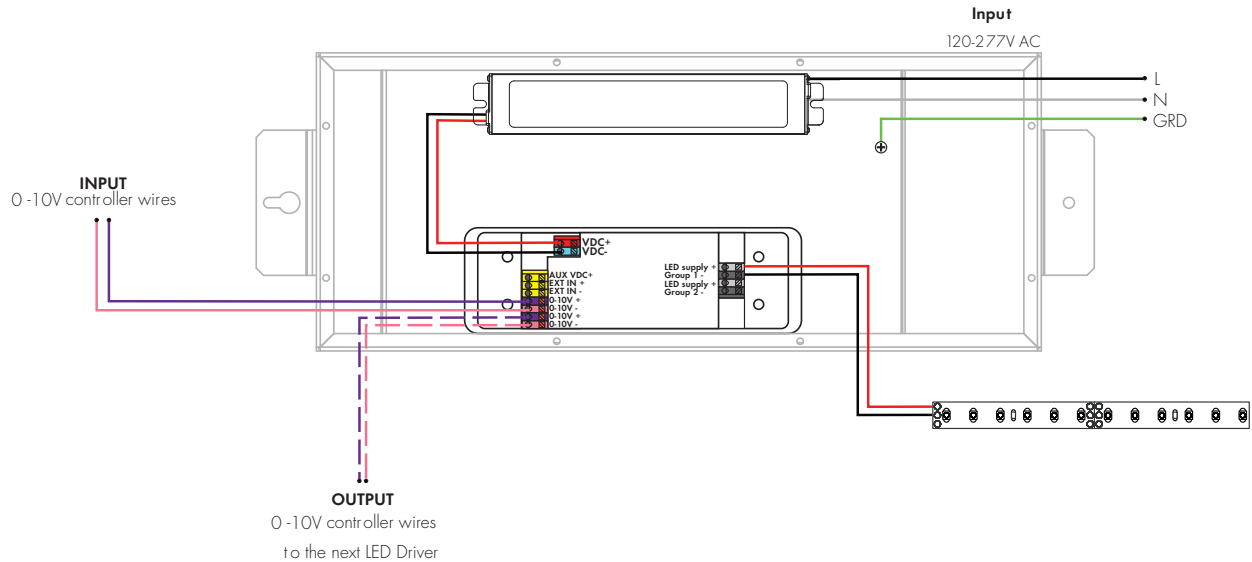 Input
120-277V AC
L
N
GRD
INPUT
0 -10V controller wires
VDC+
VDC-
AUX VDC+
EXT IN +
EXT IN -
0-10V +
0-10V -
0-10V +
0-10V -
LED supply +
Group 1 -
LED supply +
Group 2 -
OUTPUT
0 -10V controller wires
to the next LED Driver